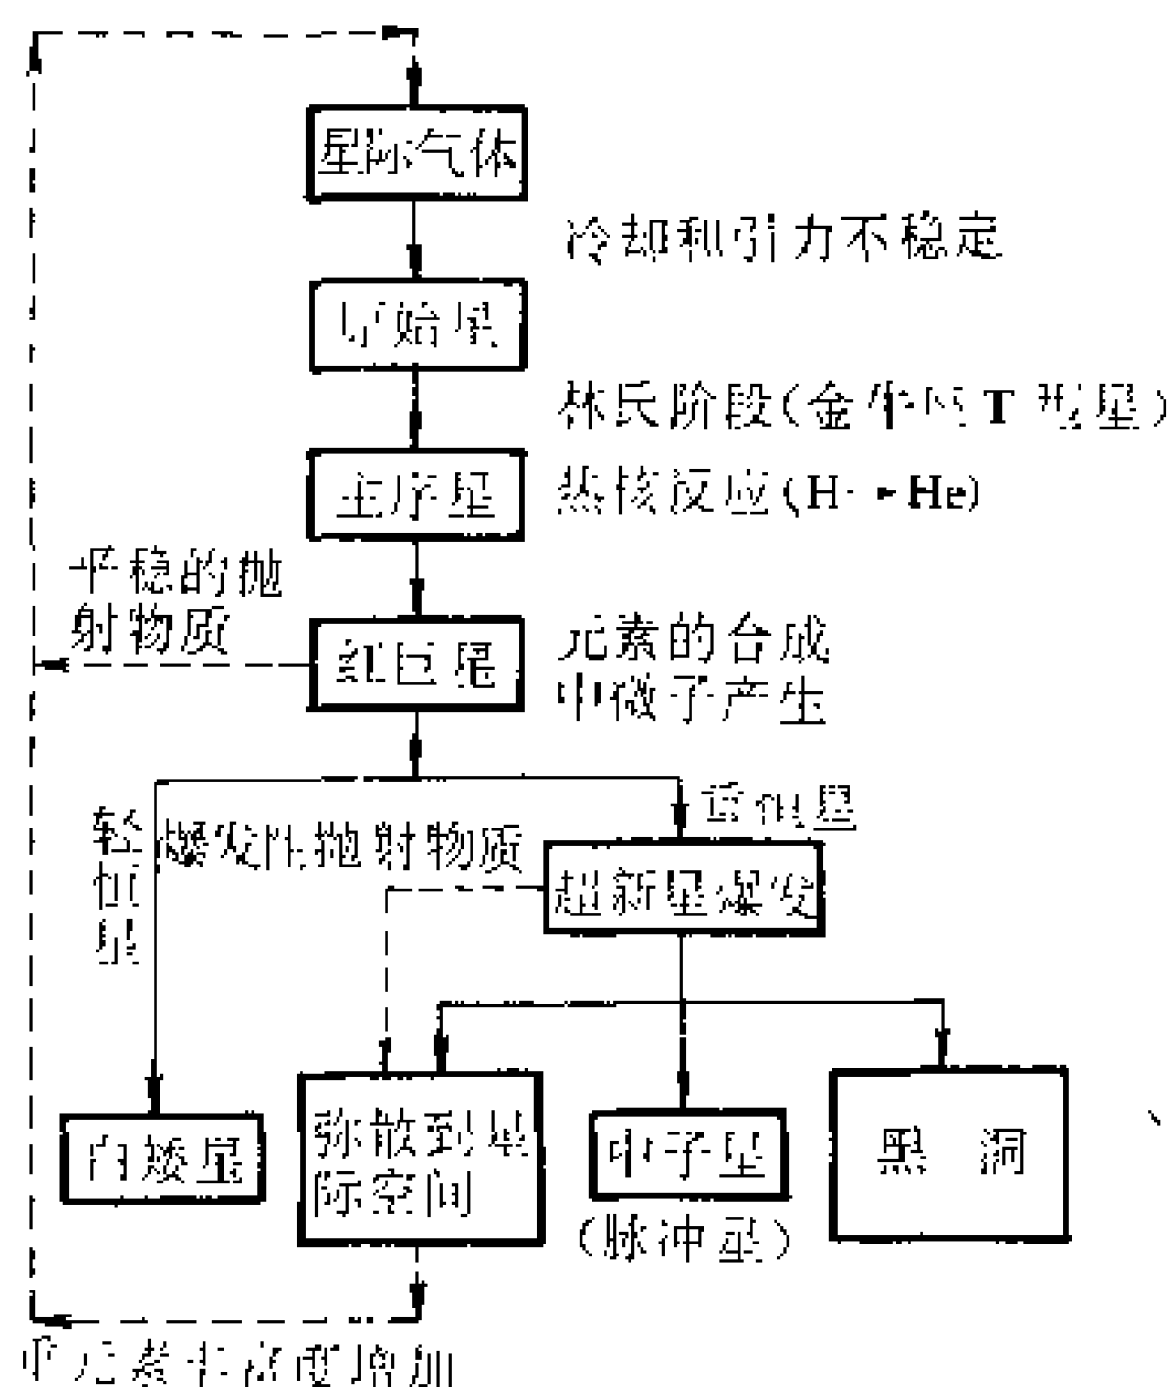 星际气体
冷却和引力不稳定
原始星
林氏阶段(金牛座T型星)
主序星
热核反应(H→He)
平稳的抛
射物质
红巨星
元素的合成
中微子产生
轻恒星
爆发性抛射物质
重恒星
超新星爆发
白矮星
弥散到星
际空间
中子星
(脉冲星)
黑洞
重元素丰富度增加